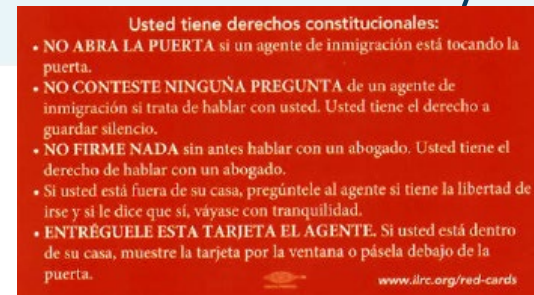 Usted tiene derechos constitucionales:
• NO ABRA LA PUERTA si un agente de inmigración está tocando la
puerta.
• NO CONTESTE NINGUÑA PREGUNTA de un agente de
inmigración si trata de hablar con usted. Usted tiene el derecho a
guardar silencio.
• NO FIRME NADA sin antes hablar con un abogado. Usted tiene el
derecho de hablar con un abogado.
• Si usted está fuera de su casa, pregúntele al agente si tiene la libertad de
irse y si le dice que sí, váyase con tranquilidad.
• ENTRÉGUELE ESTA TARJETA EL AGENTE. Si usted está dentro
de su casa, muestre la tarjeta por la ventana o pásela debajo de la
puerta.
www.ilrc.org/red-cards